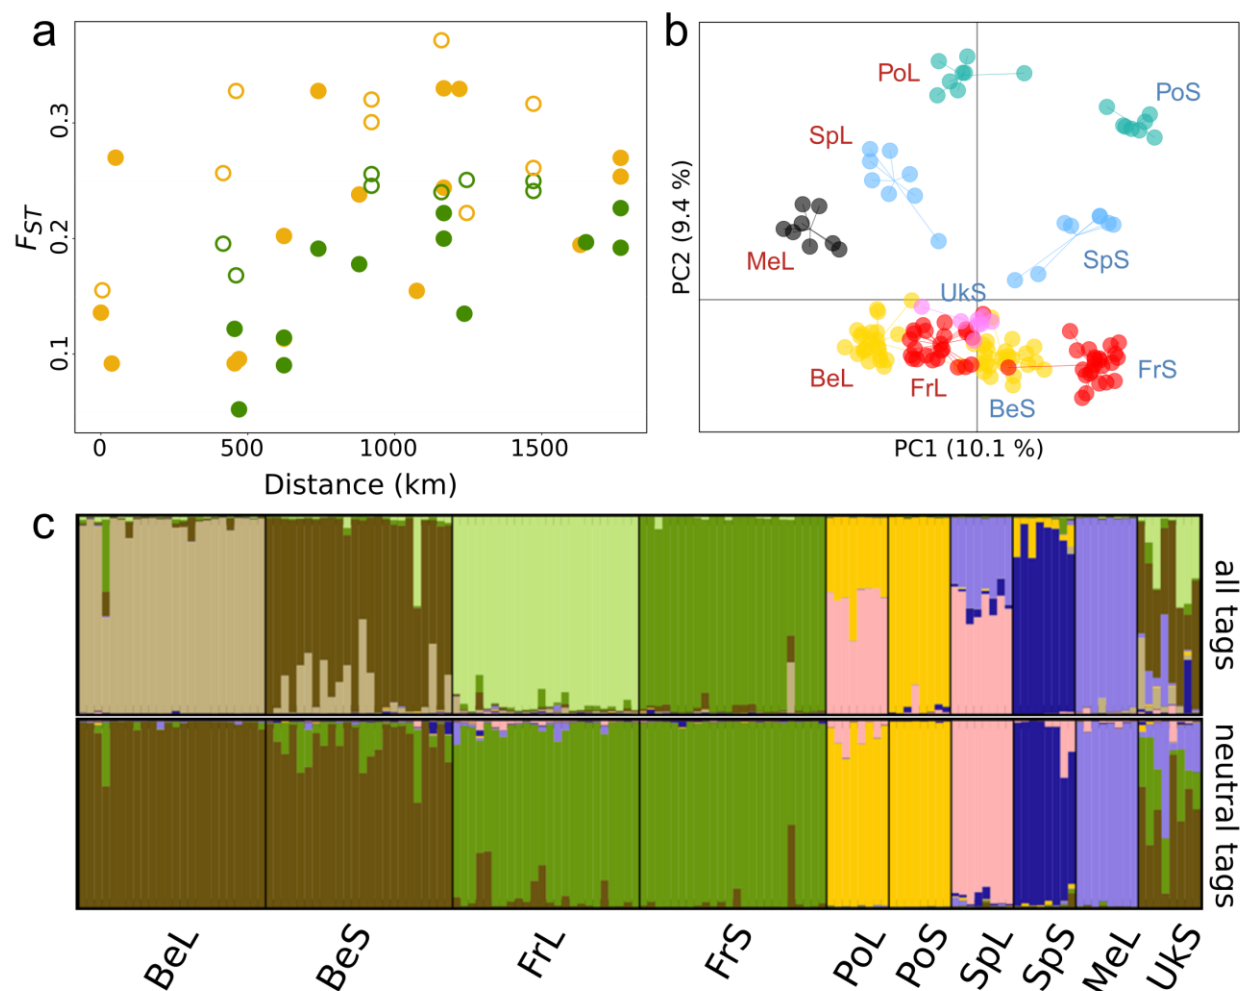 a
0.3
0.2
0.1
FST
0
500
1000
1500
Distance (km)
b
PoL
PoS
SpL
MeL
SpS
UkS
BeL
FrL
BeS
FrS
PC2 (9.4 %)
PC1 (10.1 %)
c
all tags
neutral tags
BeL
BeS
FrL
FrS
PoL
PoS
SpL
SpS
MeL
UkS